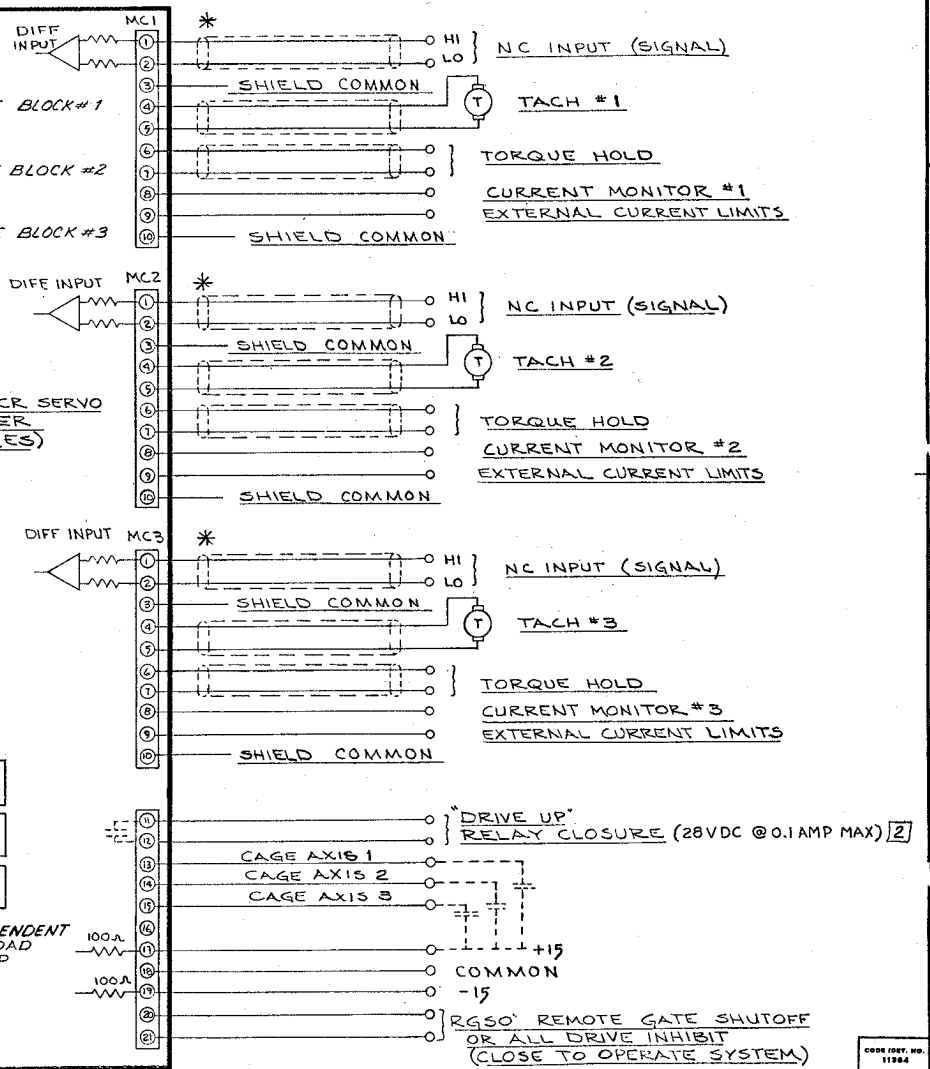 DIFF
INPUT
MC1
*
1
HI
NC INPUT (SIGNAL)
2
LO
3
SHIELD COMMON
BLOCK #1
4
T
TACH #1
5
BLOCK #2
6
TORQUE HOLD
7
8
CURRENT MONITOR #1
9
EXTERNAL CURRENT LIMITS
BLOCK #3
10
SHIELD COMMON
DIFF INPUT
MC2
*
1
HI
NC INPUT (SIGNAL)
2
LO
3
SHIELD COMMON
4
T
TACH #2
5
CR SERVO
ER
ES)
6
TORQUE HOLD
7
8
CURRENT MONITOR #2
9
EXTERNAL CURRENT LIMITS
10
SHIELD COMMON
DIFF INPUT
MC3
*
1
HI
NC INPUT (SIGNAL)
2
LO
3
SHIELD COMMON
4
T
TACH #3
5
6
TORQUE HOLD
7
8
CURRENT MONITOR #3
9
EXTERNAL CURRENT LIMITS
10
SHIELD COMMON
11
"DRIVE UP"
12
RELAY CLOSURE (28VDC @ 0.1 AMP MAX) 2
13
CAGE AXIS 1
14
CAGE AXIS 2
15
CAGE AXIS 3
16
ENDENT
OAD
D
100Ω
17
+15
18
COMMON
100Ω
19
-15
20
RGSO' REMOTE GATE SHUTOFF
21
OR ALL DRIVE INHIBIT
(CLOSE TO OPERATE SYSTEM)
CODE IDET. NO.
11384